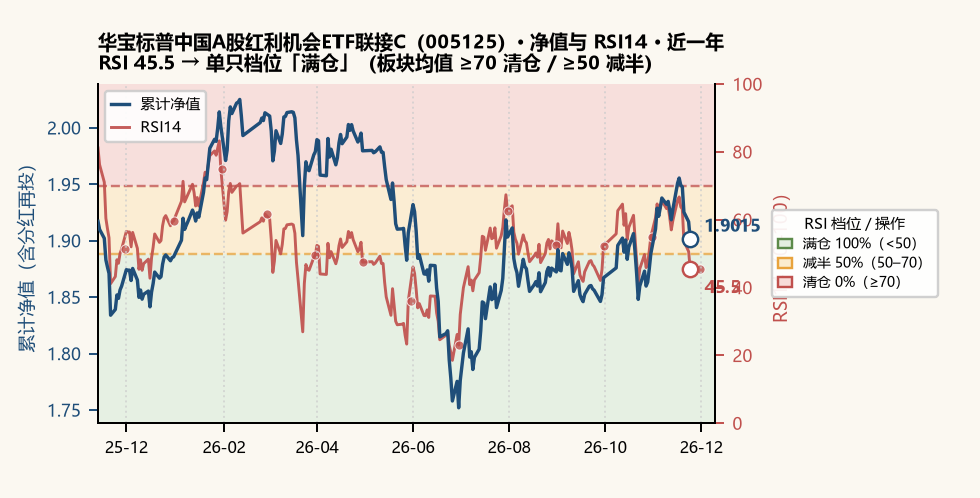 华宝标普中国A股红利机会ETF联接C（005125）· 净值与 RSI14 · 近一年
RSI 45.5 → 单只档位「满仓」（板块均值 ≥70 清仓 / ≥50 减半）
累计净值
RSI14
累计净值（含分红再投）
2.00
1.95
1.90
1.85
1.80
1.75
100
80
60
40
20
0
1.9015
45.5
RSI 档位 / 操作
满仓 100%（<50）
减半 50%（50–70）
清仓 0%（≥70）
25-12
26-02
26-04
26-06
26-08
26-10
26-12